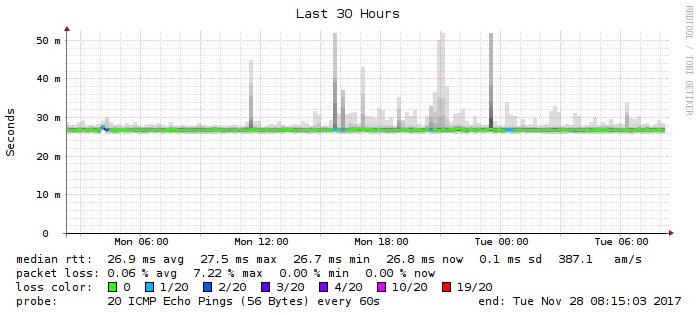 Last 30 Hours
RRDTOOL / TOBI OETIKER
Seconds
50 m
40 m
30 m
20 m
10 m
0
Mon 06:00 Mon 12:00 Mon 18:00 Tue 00:00 Tue 06:00
median rtt: 26.9 ms avg 27.5 ms max 26.7 ms min 26.8 ms now 0.1 ms sd 387.1 am/s
packet loss: 0.06 % avg 7.22 % max 0.00 % min 0.00 % now
loss color: 0 1/20 2/20 3/20 4/20 10/20 19/20
probe: 20 ICMP Echo Pings (56 Bytes) every 60s end: Tue Nov 28 08:15:03 2017